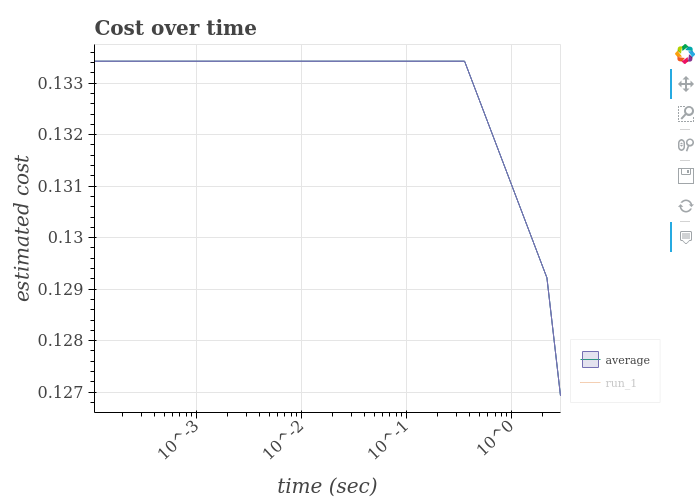 Cost over time
estimated cost
0.133
0.132
0.131
0.13
0.129
0.128
0.127
10^-3
10^-2
10^-1
10^0
time (sec)
average
run_1